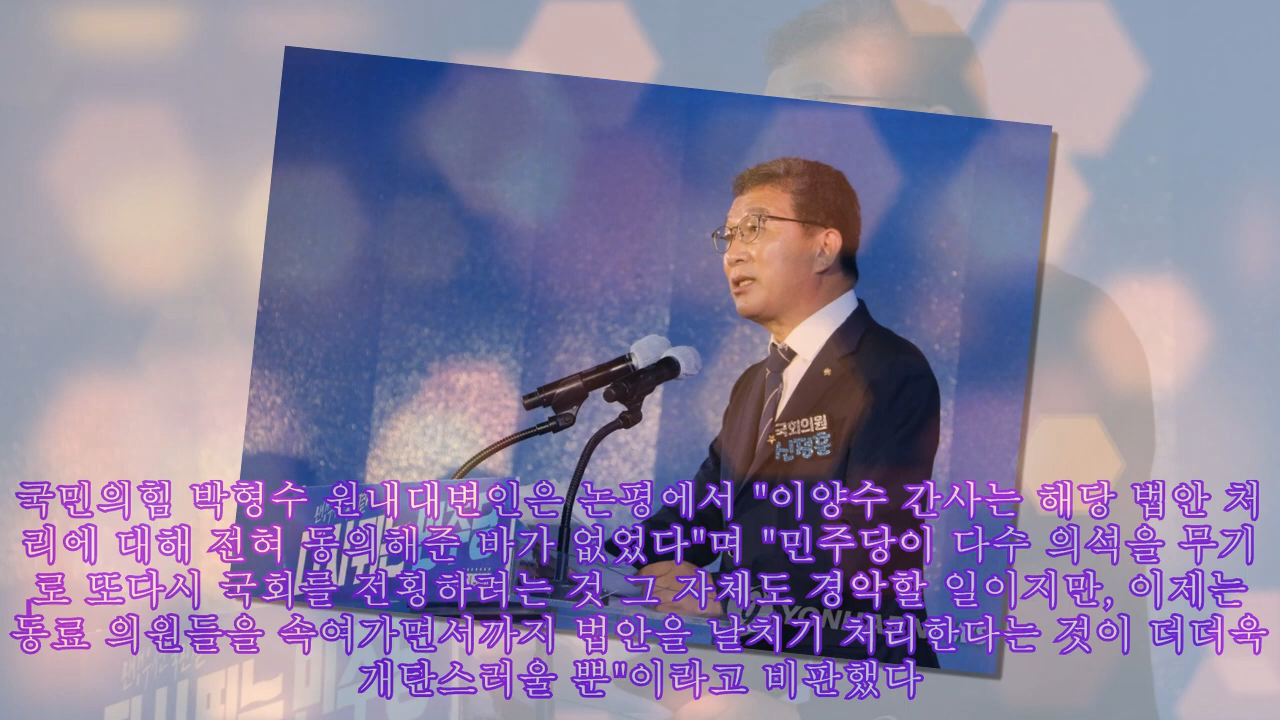 국회의원
신정훈
국민의힘 박형수 원내대변인은 논평에서 "이양수 간사는 해당 법안 처
리에 대해 전혀 동의해준 바가 없었다"며 "민주당이 다수 의석을 무기
로 또다시 국회를 전횡하려는 것 그 자체도 경악할 일이지만, 이제는
동료 의원들을 속여가면서까지 법안을 날치기 처리한다는 것이 더더욱
개탄스러울 뿐"이라고 비판했다